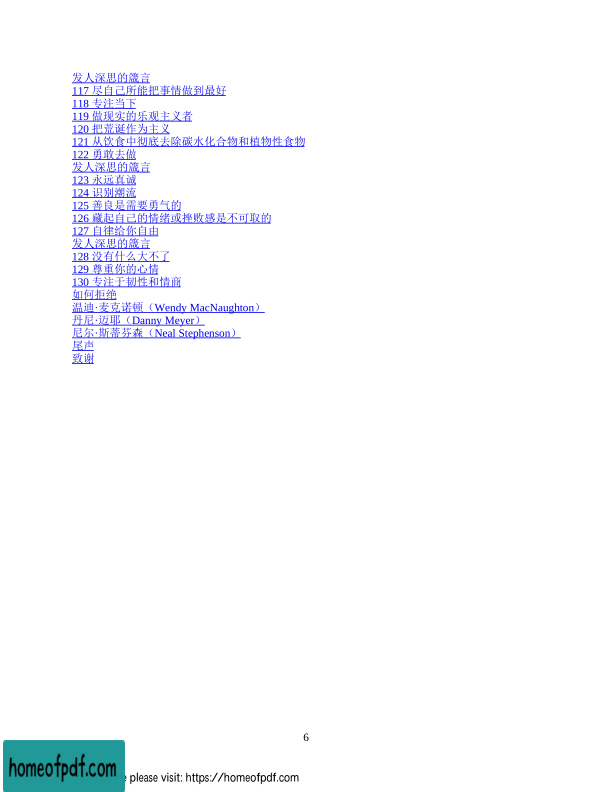 发人深思的箴言
117 尽自己所能把事情做到最好
118 专注当下
119 做现实的乐观主义者
120 把荒诞作为主义
121 从饮食中彻底去除碳水化合物和植物性食物
122 勇敢去做
发人深思的箴言
123 永远真诚
124 识别潮流
125 善良是需要勇气的
126 藏起自己的情绪或挫败感是不可取的
127 自律给你自由
发人深思的箴言
128 没有什么大不了
129 尊重你的心情
130 专注于韧性和情商
如何拒绝
温迪·麦克诺顿（Wendy MacNaughton）
丹尼·迈耶（Danny Meyer）
尼尔·斯蒂芬森（Neal Stephenson）
尾声
致谢
6
homeofpdf.com
e please visit: https://homeofpdf.com